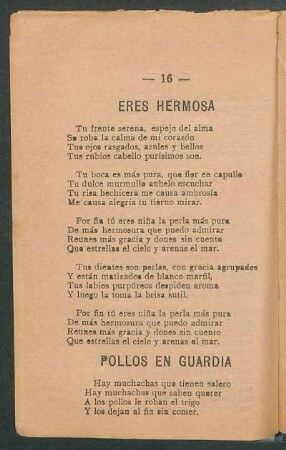 — 16 —
ERES HERMOSA
Tu frente serena, espejo del alma
Se roba la calma de mi corazón
Tus ojos rasgados, azules y bellos
Tus rubios cabello purísimos son.
Tu boca es más pura, que flor en capullo
Tu dulce murmullo anhelo escuchar
Tu risa hechicera me causa ambrosía
Me causa alegría tu tierno mirar.
Por fin tú eres niña la perla más pura
De más hermosura que puedo admirar
Reunes más gracia y dones sin cuento
Que estrellas el cielo y arenas el mar.
Tus dientes son perlas, con gracia agrupados
Y están matizados de blanco marfil,
Tus labios purpúreos despiden aroma
Y luego la toma la brisa sutil.
Por fin tú eres niña la perla más pura
De más hermosura que puedo admirar
Reunes más gracia y dones sin cuento
Que estrellas el cielo y arenas el mar.
POLLOS EN GUARDIA
Hay muchachas que tienen salero
Hay muchachas que saben querer
A los pollos le roban el trigo
Y los dejan al fin sin comer.